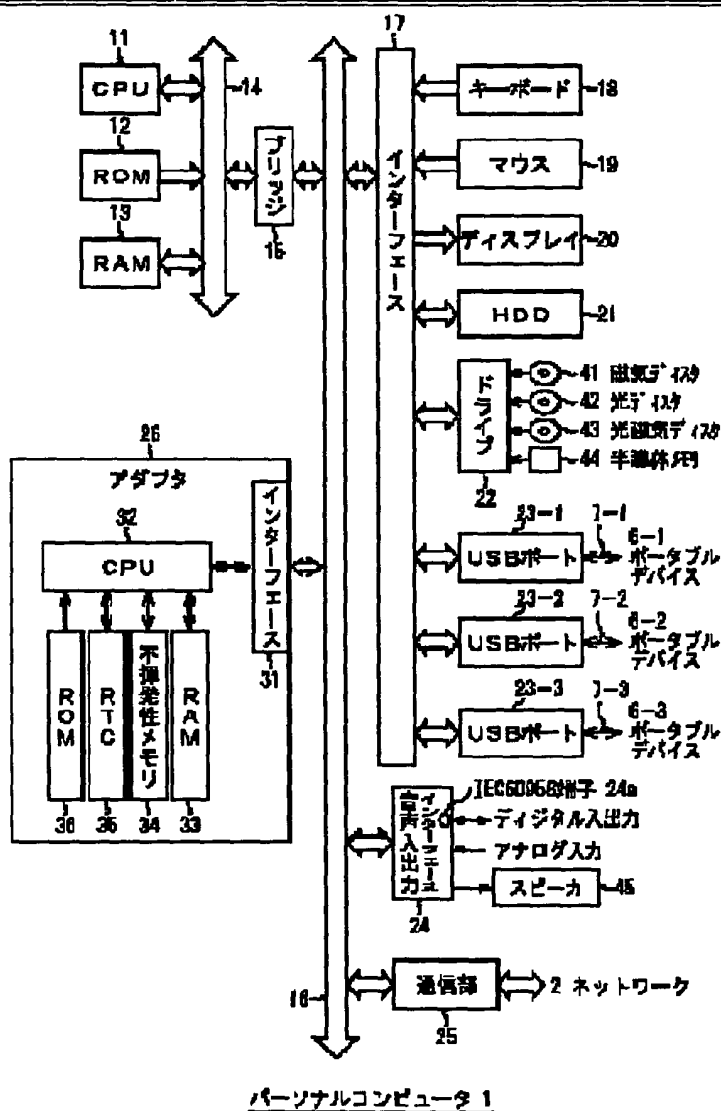 11
CPU
12
ROM
13
RAM
14
ブリッジ
15
17
インターフェース
キーボード
18
マウス
19
ディスプレイ
20
HDD
21
ドライブ
22
41 磁気ディスク
42 光ディスク
43 光磁気ディスク
44 半導体メモリ
23-1
USBポート
7-1
6-1
ポータブル
デバイス
23-2
USBポート
7-2
6-2
ポータブル
デバイス
23-3
USBポート
7-3
6-3
ポータブル
デバイス
26
アダプタ
32
CPU
インターフェース
31
ROM
36
RTC
35
不揮発性メモリ
34
RAM
33
音声入出力
インターフェース
24
IEC60958端子 24a
ディジタル入出力
アナログ入力
スピーカ
45
16
通信部
25
2 ネットワーク
パーソナルコンピュータ 1